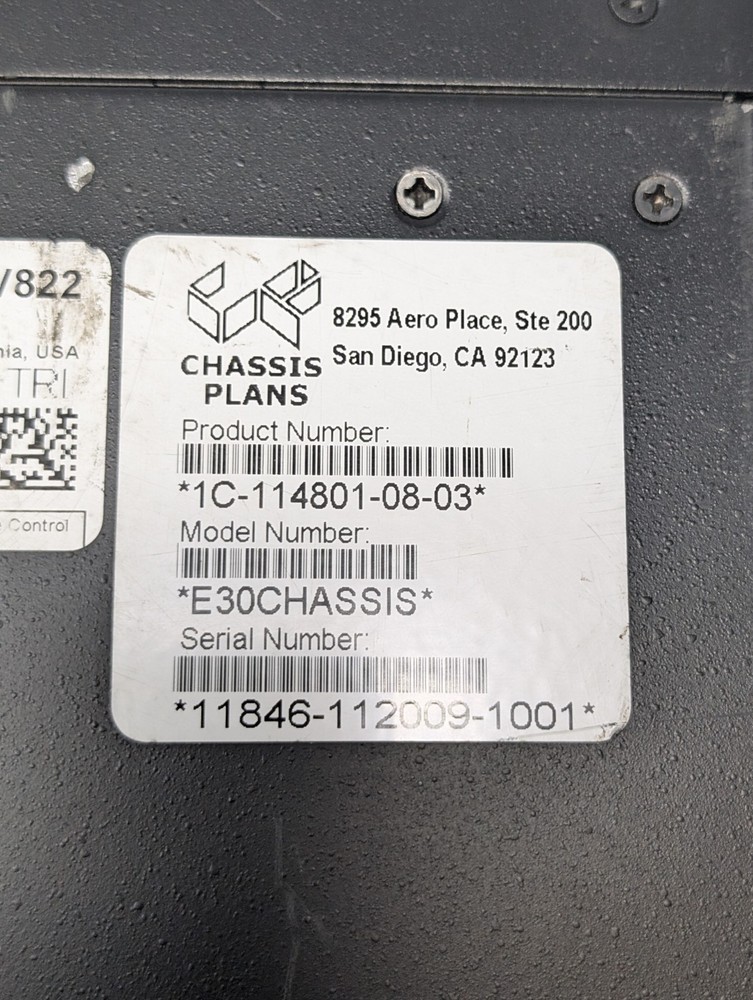 /822
nia, USA
TRI
Control
CHASSIS
PLANS
8295 Aero Place, Ste 200
San Diego, CA 92123
Product Number:
*1C-114801-08-03*
Model Number:
*E30CHASSIS*
Serial Number:
*11846-112009-1001*